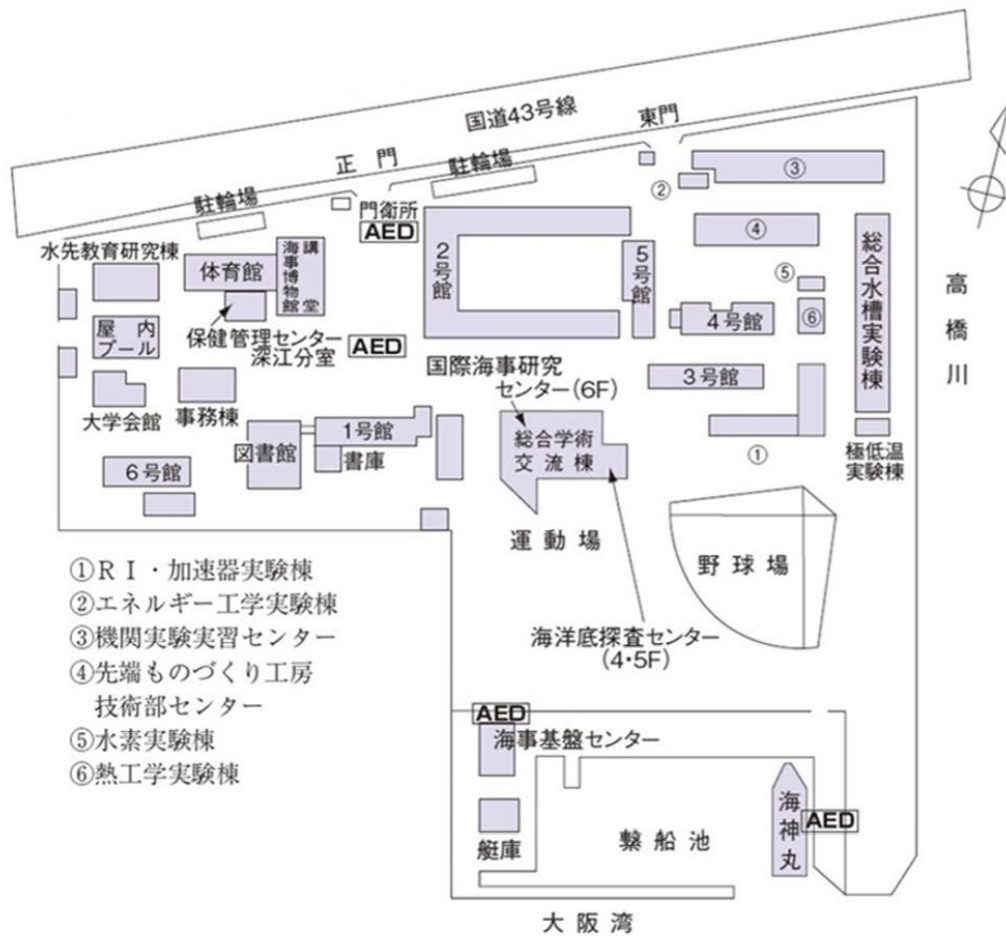 国道43号線
東門
正門
駐輪場
駐輪場
門衛所
AED
水先教育研究棟
体育館
講堂
海事博物館
2号館
5号館
②
③
④
⑤
⑥
総合水槽実験棟
高橋川
屋内
プール
保健管理センター
深江分室
AED
4号館
3号館
国際海事研究
センター(6F)
大学会館
事務棟
図書館
1号館
書庫
総合学術
交流棟
①
極低温
実験棟
6号館
運動場
野球場
海洋底探査センター
(4・5F)
①RI・加速器実験棟
②エネルギー工学実験棟
③機関実験実習センター
④先端ものづくり工房
技術部センター
⑤水素実験棟
⑥熱工学実験棟
AED
海事基盤センター
艇庫
繋船池
海神丸
AED
大阪湾